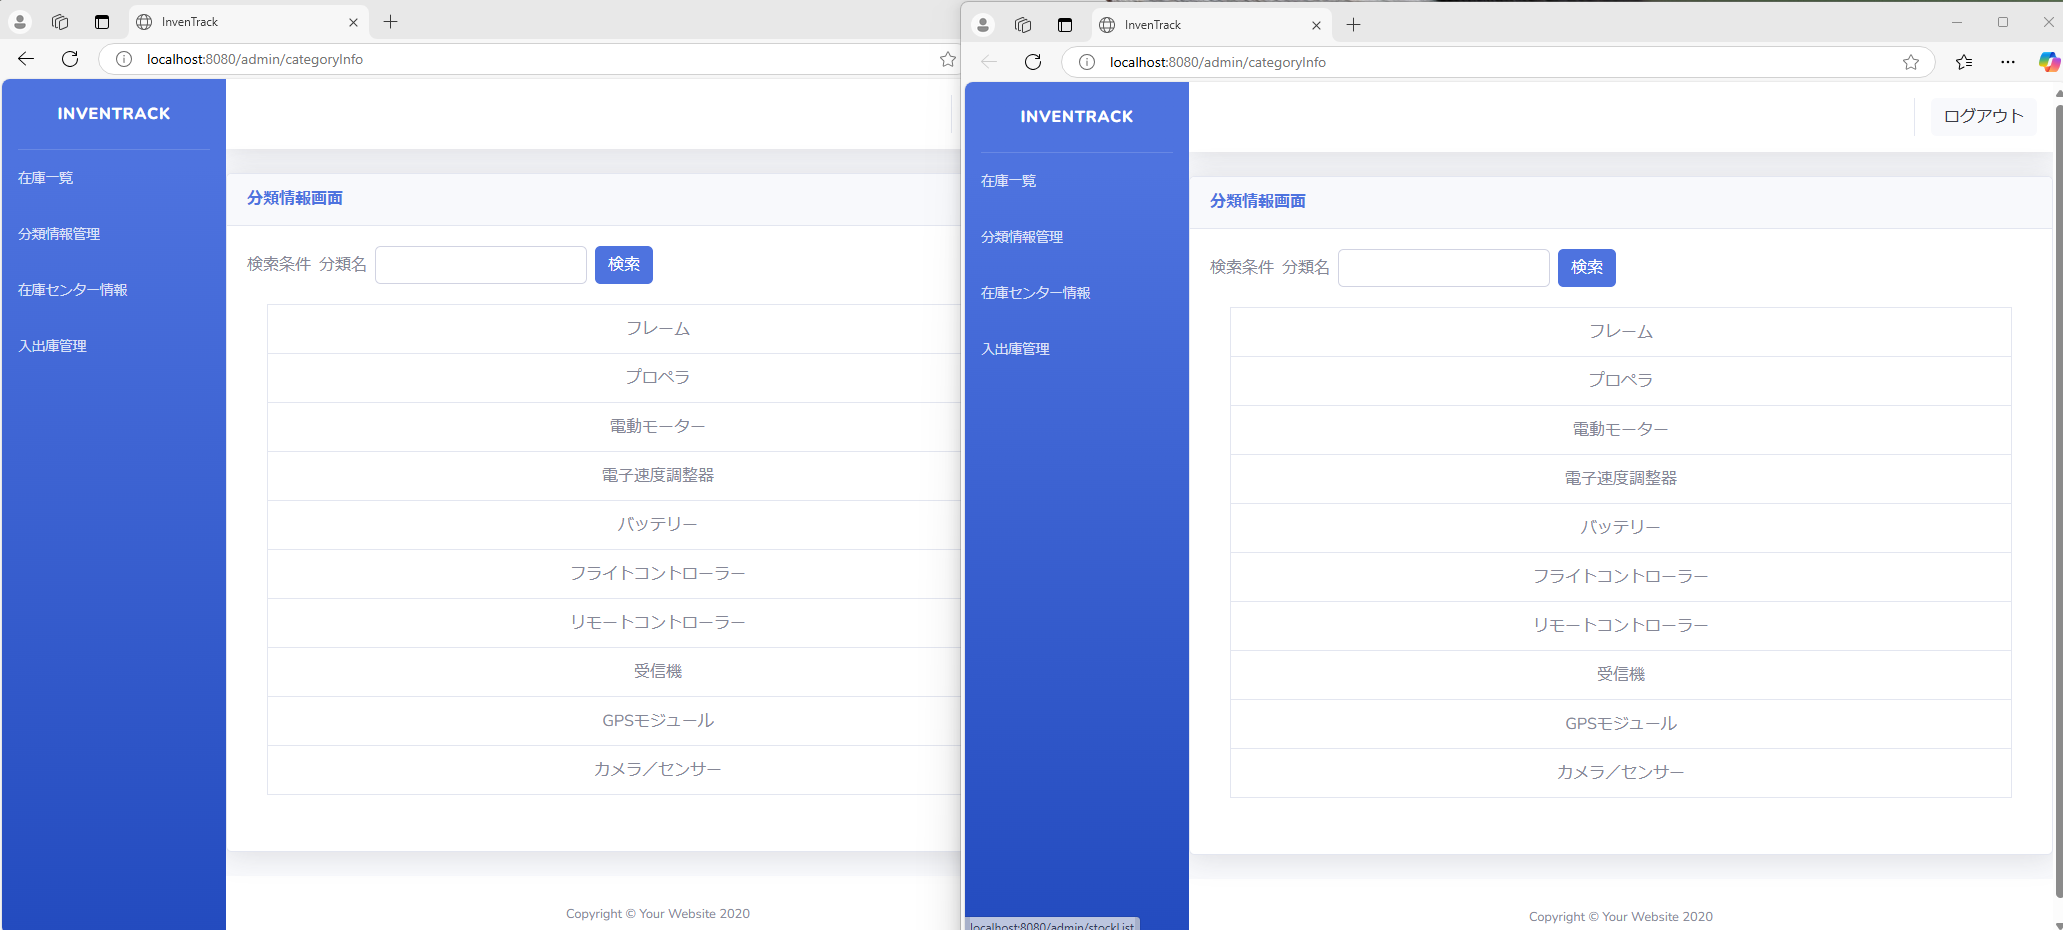 InvenTrack
localhost:8080/admin/categoryInfo
INVENTRACK
在庫一覧
分類情報管理
在庫センター情報
入出庫管理
分類情報画面
検索条件 分類名 検索
フレーム
プロペラ
電動モーター
電子速度調整器
バッテリー
フライトコントローラー
リモートコントローラー
受信機
GPSモジュール
カメラ／センサー
Copyright © Your Website 2020
InvenTrack
localhost:8080/admin/categoryInfo
INVENTRACK
ログアウト
在庫一覧
分類情報管理
在庫センター情報
入出庫管理
分類情報画面
検索条件 分類名 検索
フレーム
プロペラ
電動モーター
電子速度調整器
バッテリー
フライトコントローラー
リモートコントローラー
受信機
GPSモジュール
カメラ／センサー
Copyright © Your Website 2020
localhost:8080/admin/stockList